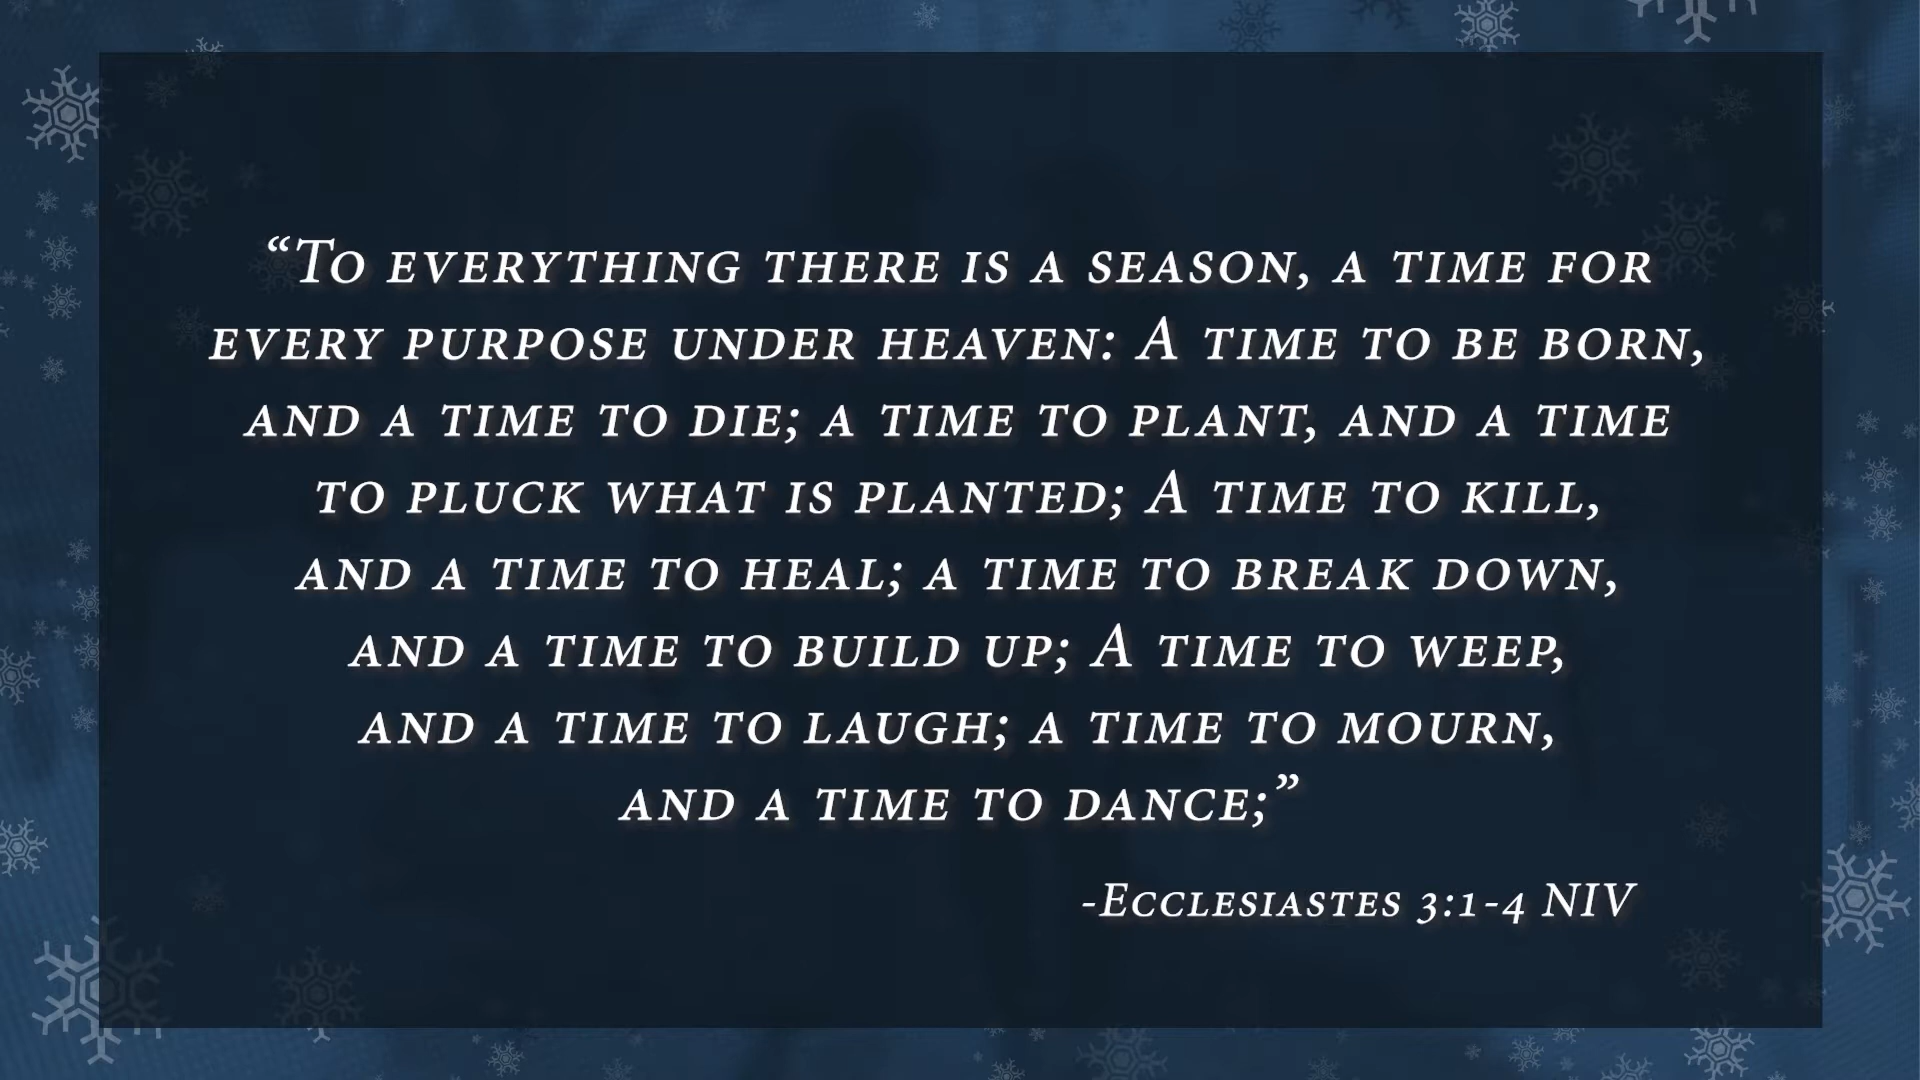 “To everything there is a season, a time for
every purpose under heaven: A time to be born,
and a time to die; a time to plant, and a time
to pluck what is planted; A time to kill,
and a time to heal; a time to break down,
and a time to build up; A time to weep,
and a time to laugh; a time to mourn,
and a time to dance;”
-Ecclesiastes 3:1-4 NIV